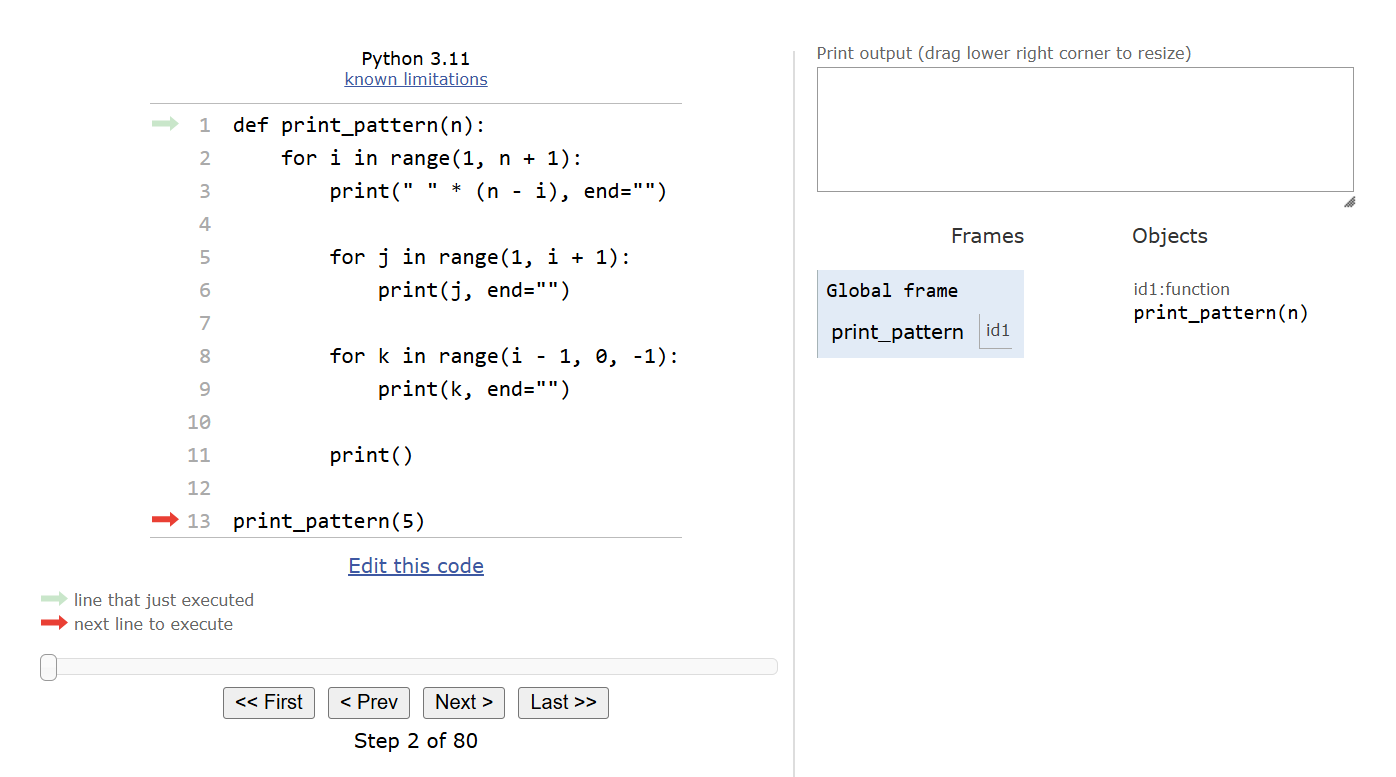 Python 3.11
known limitations
1 def print_pattern(n):
2     for i in range(1, n + 1):
3         print(" " * (n - i), end="")
4
5         for j in range(1, i + 1):
6             print(j, end="")
7
8         for k in range(i - 1, 0, -1):
9             print(k, end="")
10
11         print()
12
13 print_pattern(5)
Edit this code
line that just executed
next line to execute
<< First < Prev Next > Last >>
Step 2 of 80
Print output (drag lower right corner to resize)
Frames Objects
Global frame
print_pattern id1
id1:function
print_pattern(n)